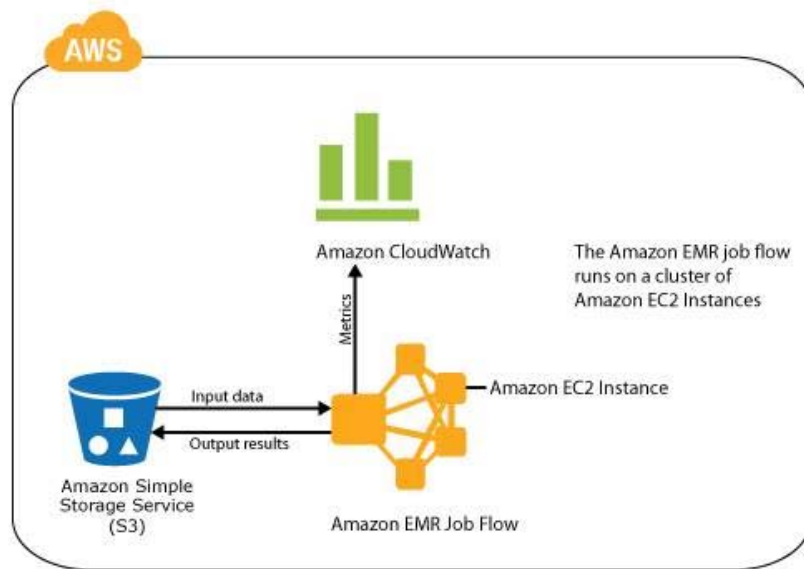 AWS
Amazon CloudWatch
The Amazon EMR job flow
runs on a cluster of
Amazon EC2 Instances
Metrics
Amazon EC2 Instance
Input data
Output results
Amazon Simple
Storage Service
(S3)
Amazon EMR Job Flow